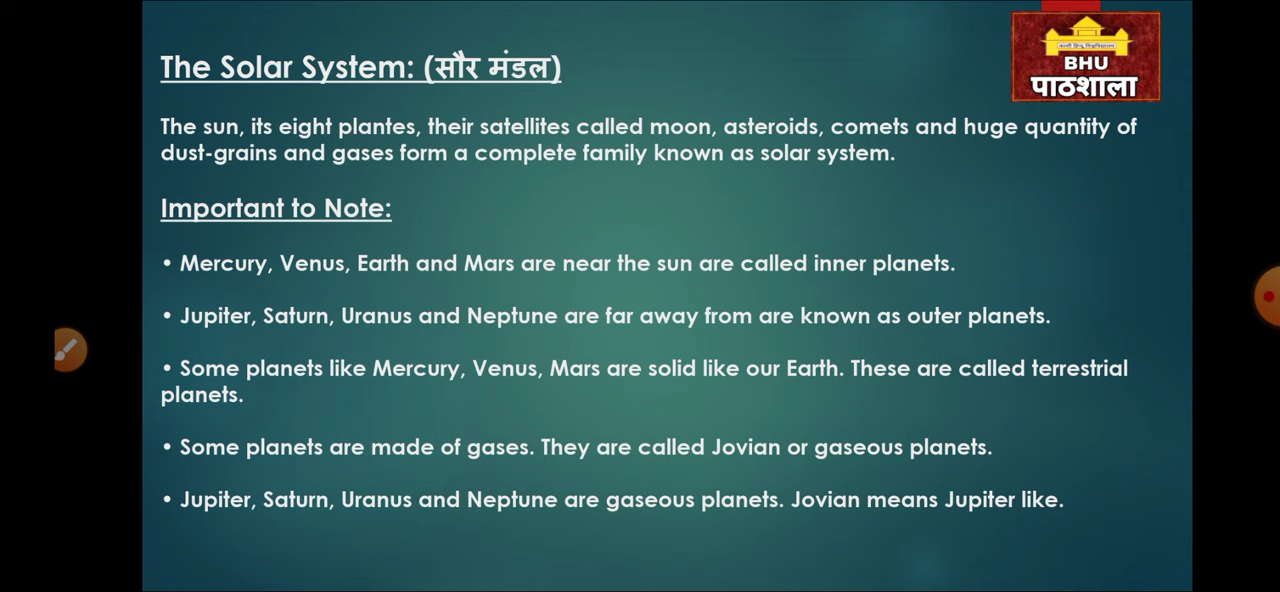 The Solar System: (सौर मंडल)
काशी हिन्दू विश्वविद्यालय
BHU
पाठशाला
The sun, its eight plantes, their satellites called moon, asteroids, comets and huge quantity of
dust-grains and gases form a complete family known as solar system.
Important to Note:
• Mercury, Venus, Earth and Mars are near the sun are called inner planets.
• Jupiter, Saturn, Uranus and Neptune are far away from are known as outer planets.
• Some planets like Mercury, Venus, Mars are solid like our Earth. These are called terrestrial
planets.
• Some planets are made of gases. They are called Jovian or gaseous planets.
• Jupiter, Saturn, Uranus and Neptune are gaseous planets. Jovian means Jupiter like.